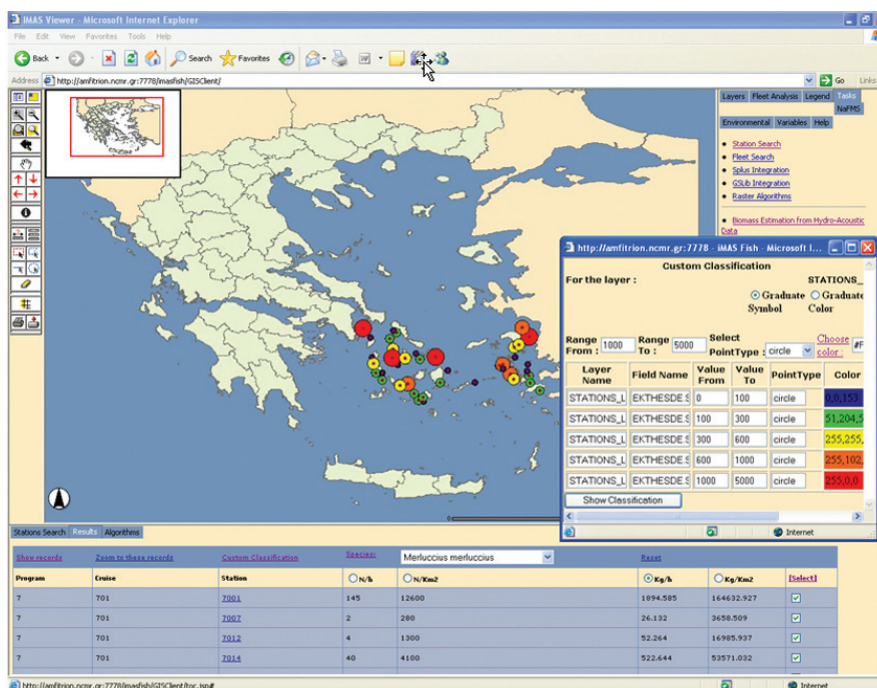 IMAS Viewer - Microsoft Internet Explorer
File Edit View Favorites Tools Help
Back Search Favorites
Address http://amfitrion.ncmr.gr:7778/imasfish/GISClient/ Go Links
Layers Fleet Analysis Legend Tasks
NaFMS
Environmental Variables Help
Station Search
Fleet Search
Splus Integration
GSLib Integration
Raster Algorithms
Biomass Estimation from Hydro-Acoustic
Data
http://amfitrion.ncmr.gr:7778 - iMAS Fish - Microsoft I...
Custom Classification
For the layer : STATIONS_
Graduate Symbol Graduate Color
Range From : 1000 Range To : 5000 Select PointType : circle Choose color : #F
Layer Name Field Name Value From Value To PointType Color
STATIONS_L EKTHESDE.S 0 100 circle 0,0,153
STATIONS_L EKTHESDE.S 100 300 circle 51,204,5
STATIONS_L EKTHESDE.S 300 600 circle 255,255,
STATIONS_L EKTHESDE.S 600 1000 circle 255,102,
STATIONS_L EKTHESDE.S 1000 5000 circle 255,0,0
Show Classification
Internet
Stations Search Results Algorithms
Show records Zoom to these records Custom Classification Species: Merluccius merluccius Reset
Program Cruise Station N/h N/Km2 Kg/h Kg/Km2 [Select]
7 701 7001 145 12600 1894.585 164632.927
7 701 7007 2 280 26.132 3658.509
7 701 7012 4 1300 52.264 16985.937
7 701 7014 40 4100 522.644 53571.032
http://amfitrion.ncmr.gr:7778/imasfish/GISClient/toc.jsp# Internet